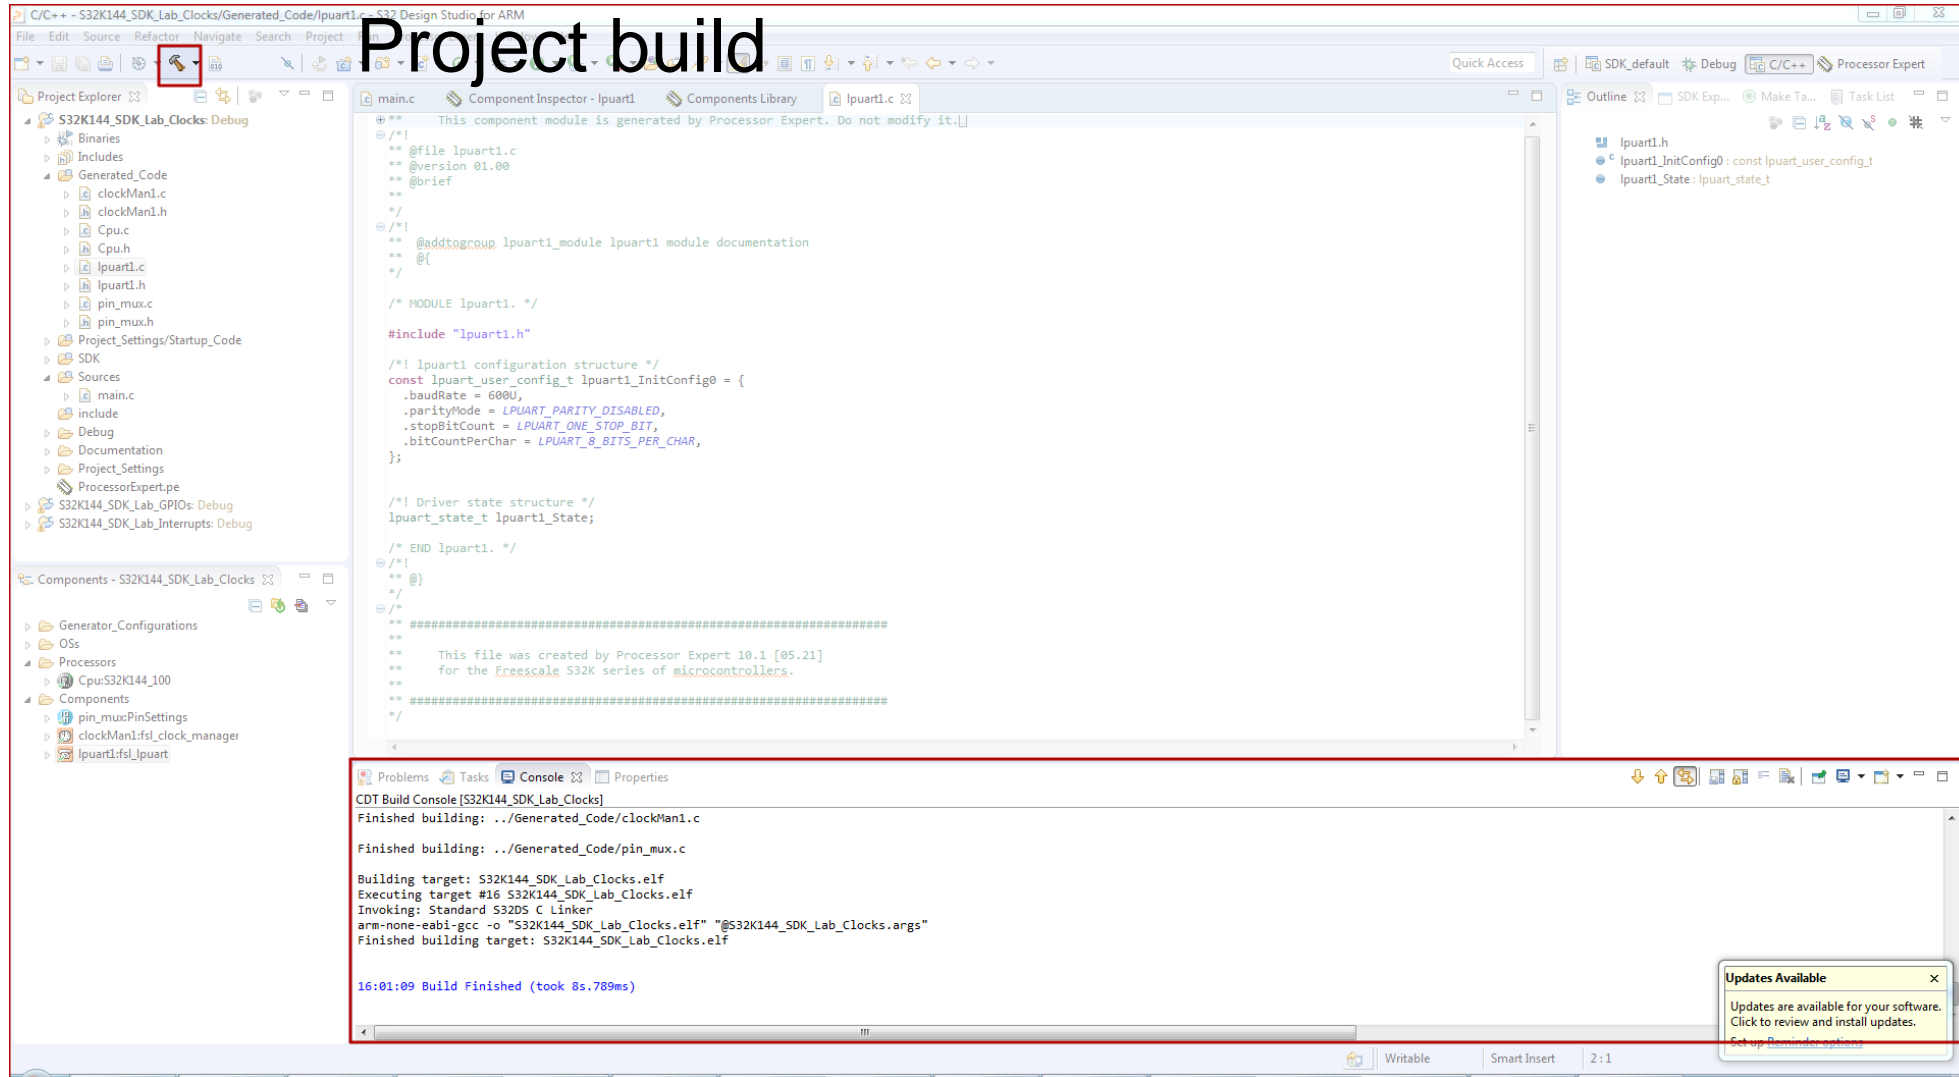 C/C++ - S32K144_SDK_Lab_Clocks/Generated_Code/lpuart1.c - S32 Design Studio for ARM
Project build
File Edit Source Refactor Navigate Search Project
Quick Access
SDK_default Debug C/C++ Processor Expert
Project Explorer
S32K144_SDK_Lab_Clocks: Debug
Binaries
Includes
Generated_Code
clockMan1.c
clockMan1.h
Cpu.c
Cpu.h
lpuart1.c
lpuart1.h
pin_mux.c
pin_mux.h
Project_Settings/Startup_Code
SDK
Sources
main.c
include
Debug
Documentation
Project_Settings
ProcessorExpert.pe
S32K144_SDK_Lab_GPIOs: Debug
S32K144_SDK_Lab_Interrupts: Debug
Components - S32K144_SDK_Lab_Clocks
Generator_Configurations
OSs
Processors
Cpu:S32K144_100
Components
pin_mux:PinSettings
clockMan1:fsl_clock_manager
lpuart1:fsl_lpuart
main.c Component Inspector - lpuart1 Components Library lpuart1.c
** This component module is generated by Processor Expert. Do not modify it.
/*!
** @file lpuart1.c
** @version 01.00
** @brief
**
*/
/*!
** @addtogroup lpuart1_module lpuart1 module documentation
** @{
*/
/* MODULE lpuart1. */
#include "lpuart1.h"
/*! lpuart1 configuration structure */
const lpuart_user_config_t lpuart1_InitConfig0 = {
.baudRate = 600U,
.parityMode = LPUART_PARITY_DISABLED,
.stopBitCount = LPUART_ONE_STOP_BIT,
.bitCountPerChar = LPUART_8_BITS_PER_CHAR,
};
/*! Driver state structure */
lpuart_state_t lpuart1_State;
/* END lpuart1. */
/*!
** @}
*/
/*
** ###################################################################
**
** This file was created by Processor Expert 10.1 [05.21]
** for the Freescale S32K series of microcontrollers.
**
** ###################################################################
*/
Outline SDK Exp... Make Ta... Task List
lpuart1.h
lpuart1_InitConfig0 : const lpuart_user_config_t
lpuart1_State : lpuart_state_t
Problems Tasks Console Properties
CDT Build Console [S32K144_SDK_Lab_Clocks]
Finished building: ../Generated_Code/clockMan1.c
Finished building: ../Generated_Code/pin_mux.c
Building target: S32K144_SDK_Lab_Clocks.elf
Executing target #16 S32K144_SDK_Lab_Clocks.elf
Invoking: Standard S32DS C Linker
arm-none-eabi-gcc -o "S32K144_SDK_Lab_Clocks.elf" "@S32K144_SDK_Lab_Clocks.args"
Finished building target: S32K144_SDK_Lab_Clocks.elf
16:01:09 Build Finished (took 8s.789ms)
Updates Available
Updates are available for your software.
Click to review and install updates.
Set up Reminder options
Writable Smart Insert 2 : 1